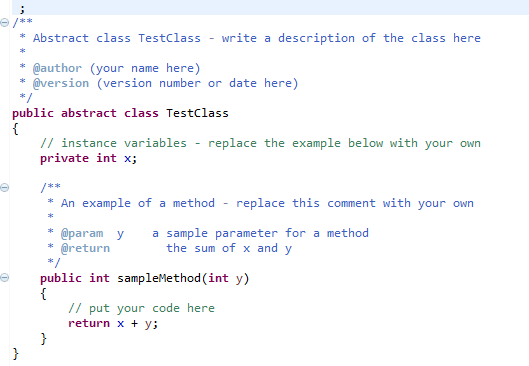 ;
/**
 * Abstract class TestClass - write a description of the class here
 *
 * @author (your name here)
 * @version (version number or date here)
 */
public abstract class TestClass
{
    // instance variables - replace the example below with your own
    private int x;

    /**
     * An example of a method - replace this comment with your own
     *
     * @param  y    a sample parameter for a method
     * @return        the sum of x and y
     */
    public int sampleMethod(int y)
    {
        // put your code here
        return x + y;
    }
}